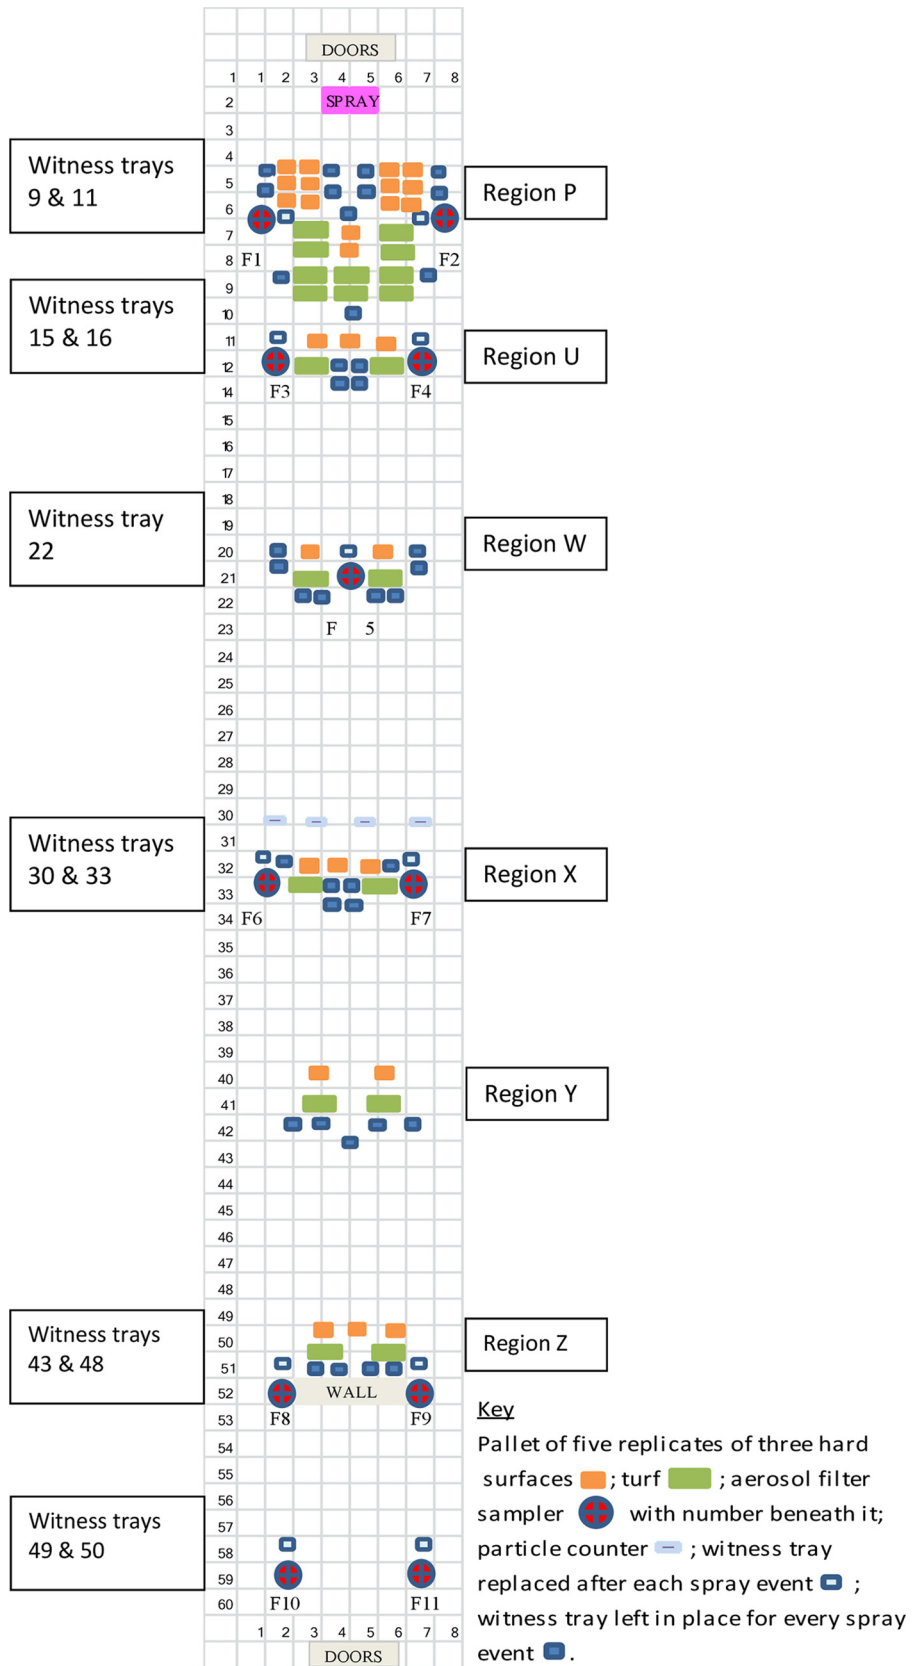 DOORS
1 1 2 3 4 5 6 7 8
2 SPRAY
3
Witness trays
9 & 11
4
5
Region P
6
7
F1 8 F2
9
Witness trays
15 & 16
10
11
Region U
12
F3 14 F4
15
16
17
18
Witness tray
22
19
20
Region W
21
22
F 5 23
24
25
26
27
28
29
30
Witness trays
30 & 33
31
32
Region X
33
F6 34 F7
35
36
37
38
39
40
Region Y
41
42
43
44
45
46
47
48
49
Witness trays
43 & 48
50
Region Z
51
52 WALL
F8 53 F9
54
55
56
57
Witness trays
49 & 50
58
59
60 F10 F11
1 2 3 4 5 6 7 8
DOORS
Key
Pallet of five replicates of three hard
surfaces ; turf ; aerosol filter
sampler with number beneath it;
particle counter ; witness tray
replaced after each spray event ;
witness tray left in place for every spray
event .